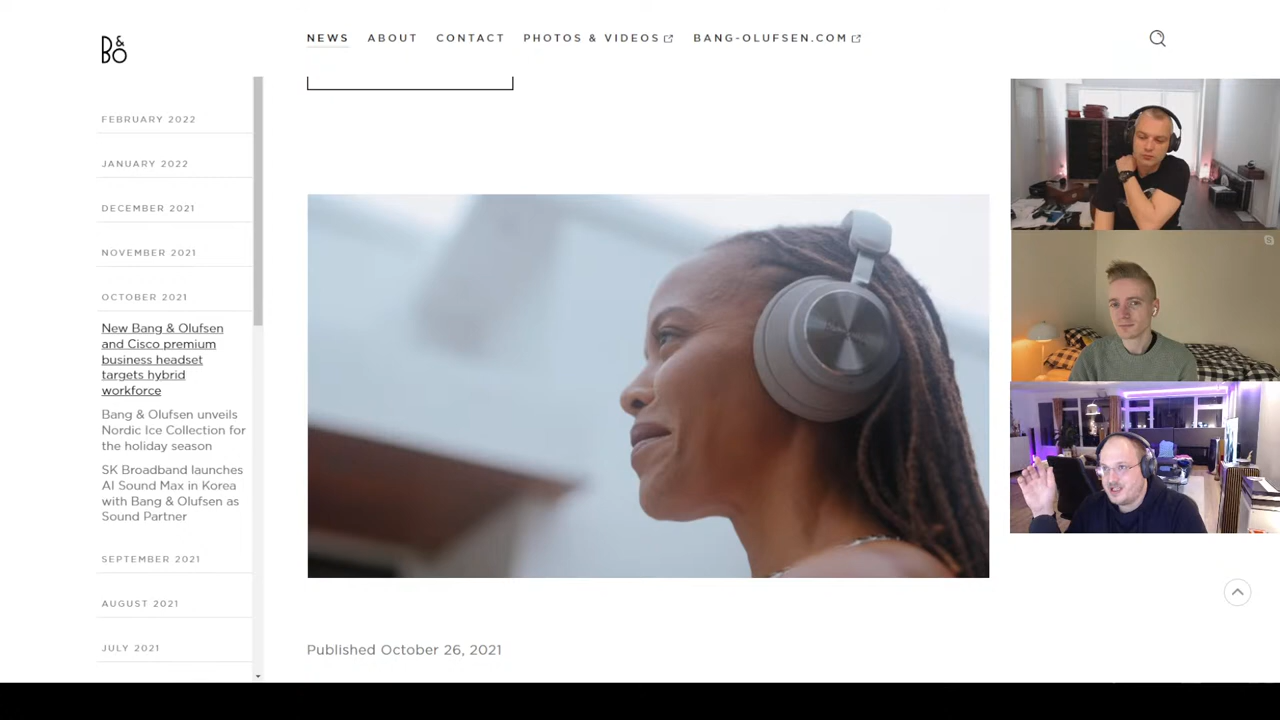 B&O
NEWS
ABOUT
CONTACT
PHOTOS & VIDEOS
BANG-OLUFSEN.COM
FEBRUARY 2022
JANUARY 2022
DECEMBER 2021
NOVEMBER 2021
OCTOBER 2021
New Bang & Olufsen
and Cisco premium
business headset
targets hybrid
workforce
Bang & Olufsen unveils
Nordic Ice Collection for
the holiday season
SK Broadband launches
AI Sound Max in Korea
with Bang & Olufsen as
Sound Partner
SEPTEMBER 2021
AUGUST 2021
JULY 2021
Published October 26, 2021